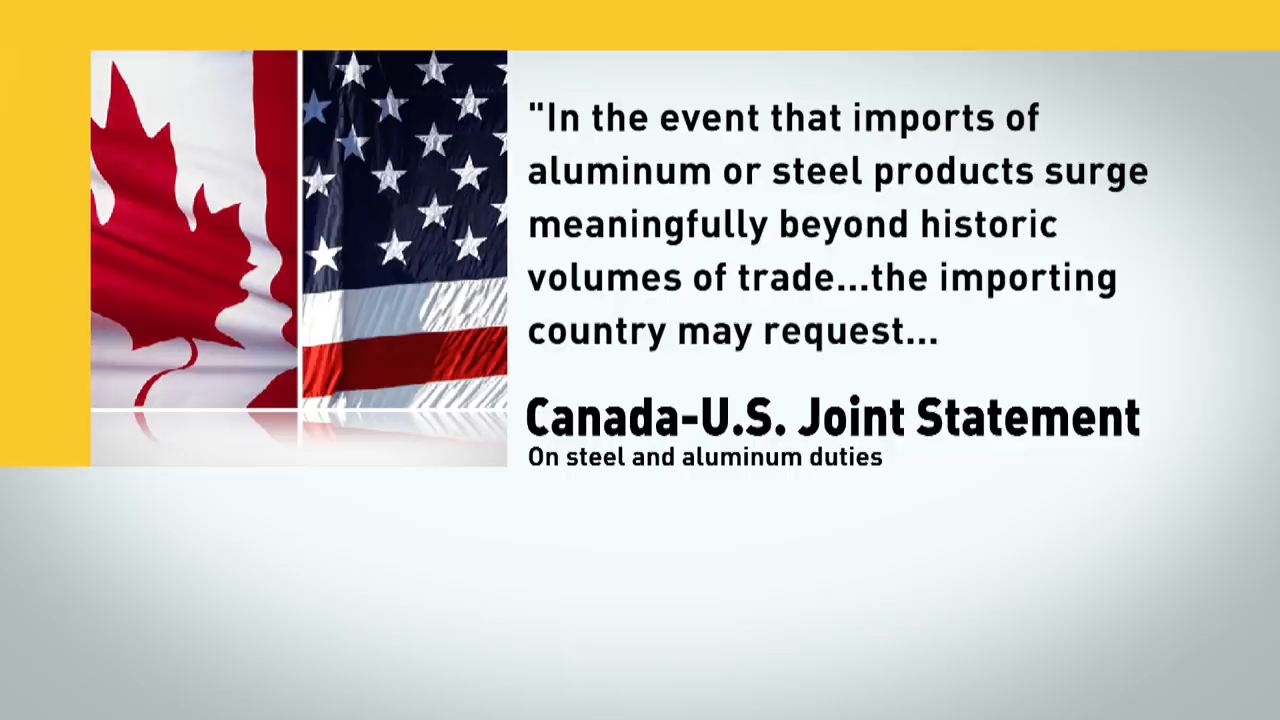 "In the event that imports of
aluminum or steel products surge
meaningfully beyond historic
volumes of trade...the importing
country may request...
Canada-U.S. Joint Statement
On steel and aluminum duties